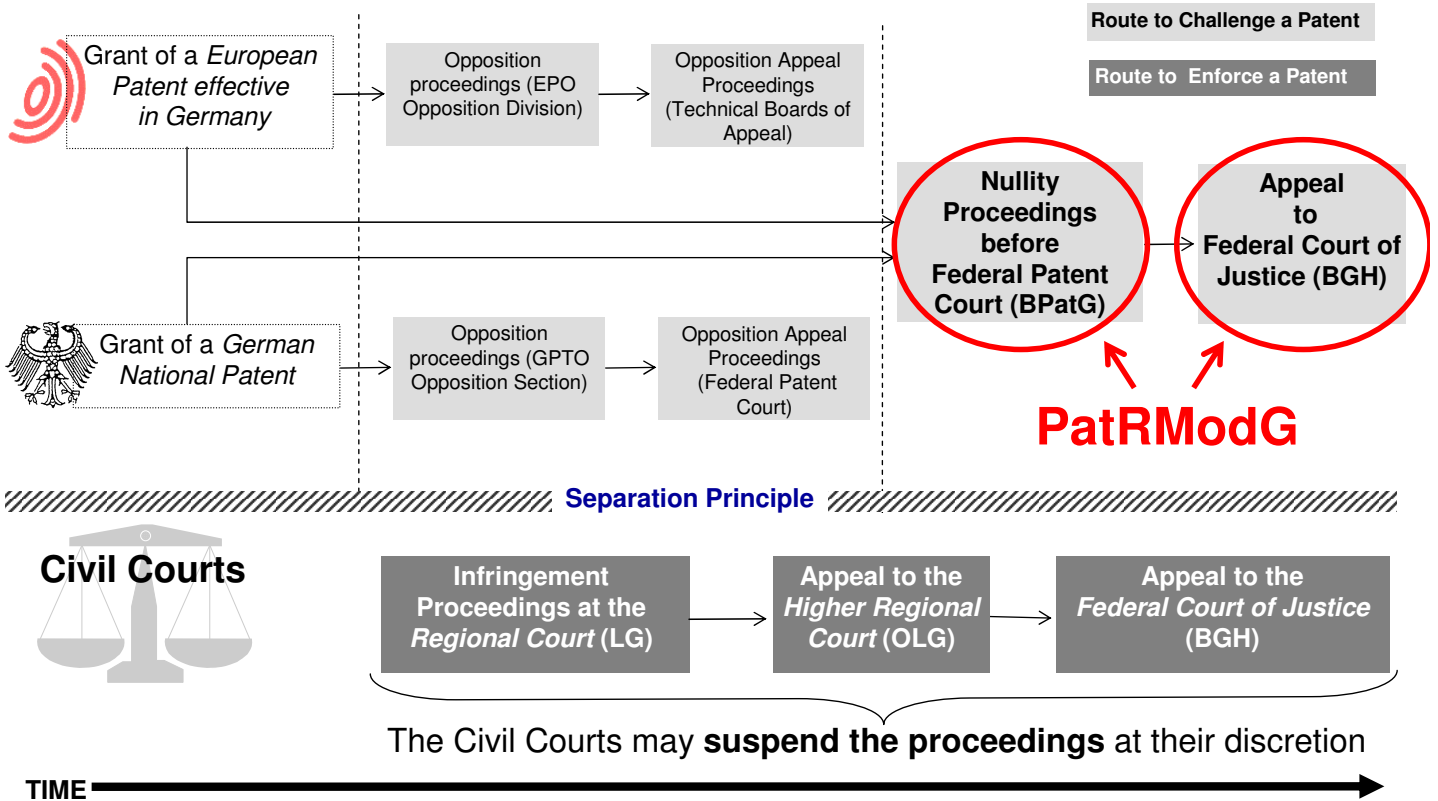 Route to Challenge a Patent
Route to Enforce a Patent
Grant of a European
Patent effective
in Germany
Opposition
proceedings (EPO
Opposition Division)
Opposition Appeal
Proceedings
(Technical Boards of
Appeal)
Nullity
Proceedings
before
Federal Patent
Court (BPatG)
Appeal
to
Federal Court of
Justice (BGH)
Grant of a German
National Patent
Opposition
proceedings (GPTO
Opposition Section)
Opposition Appeal
Proceedings
(Federal Patent
Court)
PatRModG
Separation Principle
Civil Courts
Infringement
Proceedings at the
Regional Court (LG)
Appeal to the
Higher Regional
Court (OLG)
Appeal to the
Federal Court of Justice
(BGH)
The Civil Courts may suspend the proceedings at their discretion
TIME